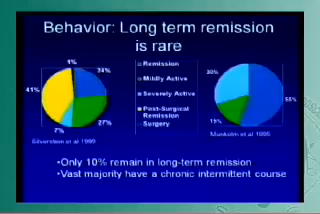 Behavior: Long term remission
is rare
1%
24%
41%
27%
7%
Remission
Mildly Active
Severely Active
Post-Surgical
Remission
Surgery
30%
55%
15%
Silverstein et al 1999
Munkholm et al 1995
•Only 10% remain in long-term remission
•Vast majority have a chronic intermittent course